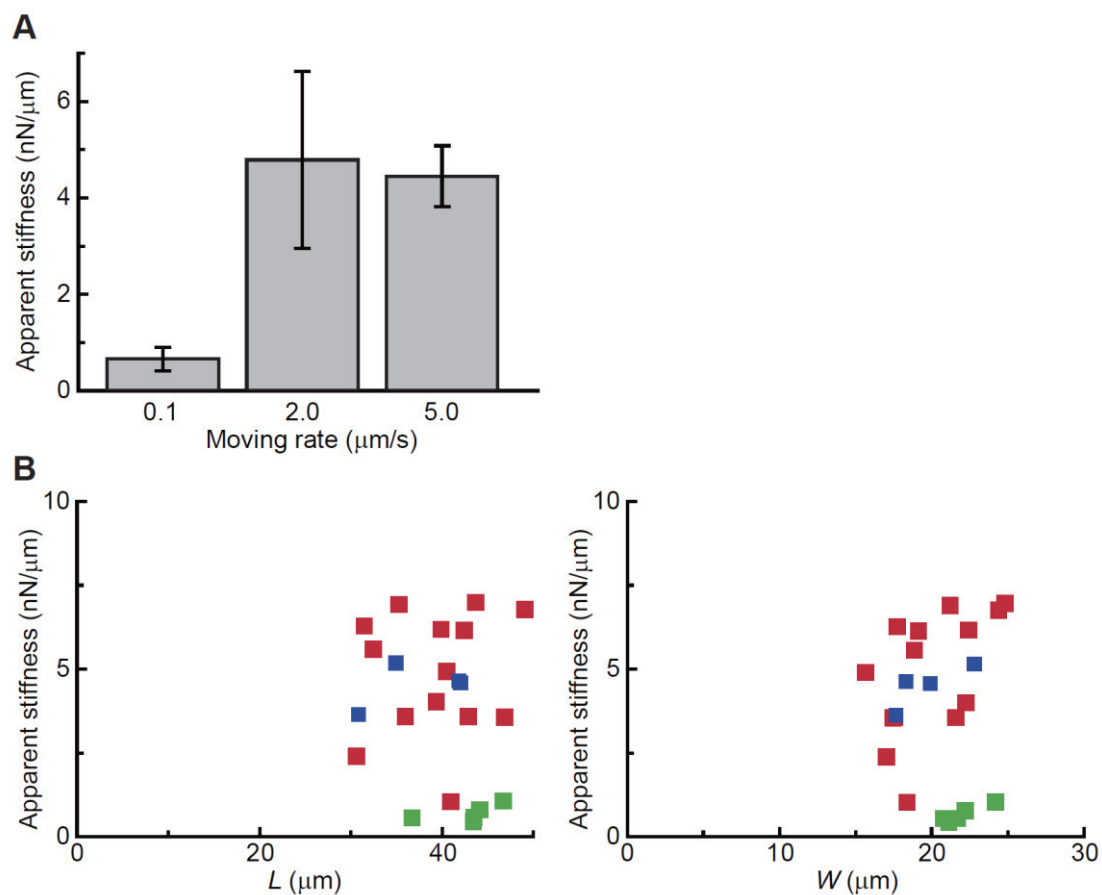 A
Apparent stiffness (nN/μm)
6
4
2
0
0.1 2.0 5.0
Moving rate (μm/s)
B
Apparent stiffness (nN/μm)
10
5
0
0 20 40
L (μm)
Apparent stiffness (nN/μm)
10
5
0
0 10 20 30
W (μm)